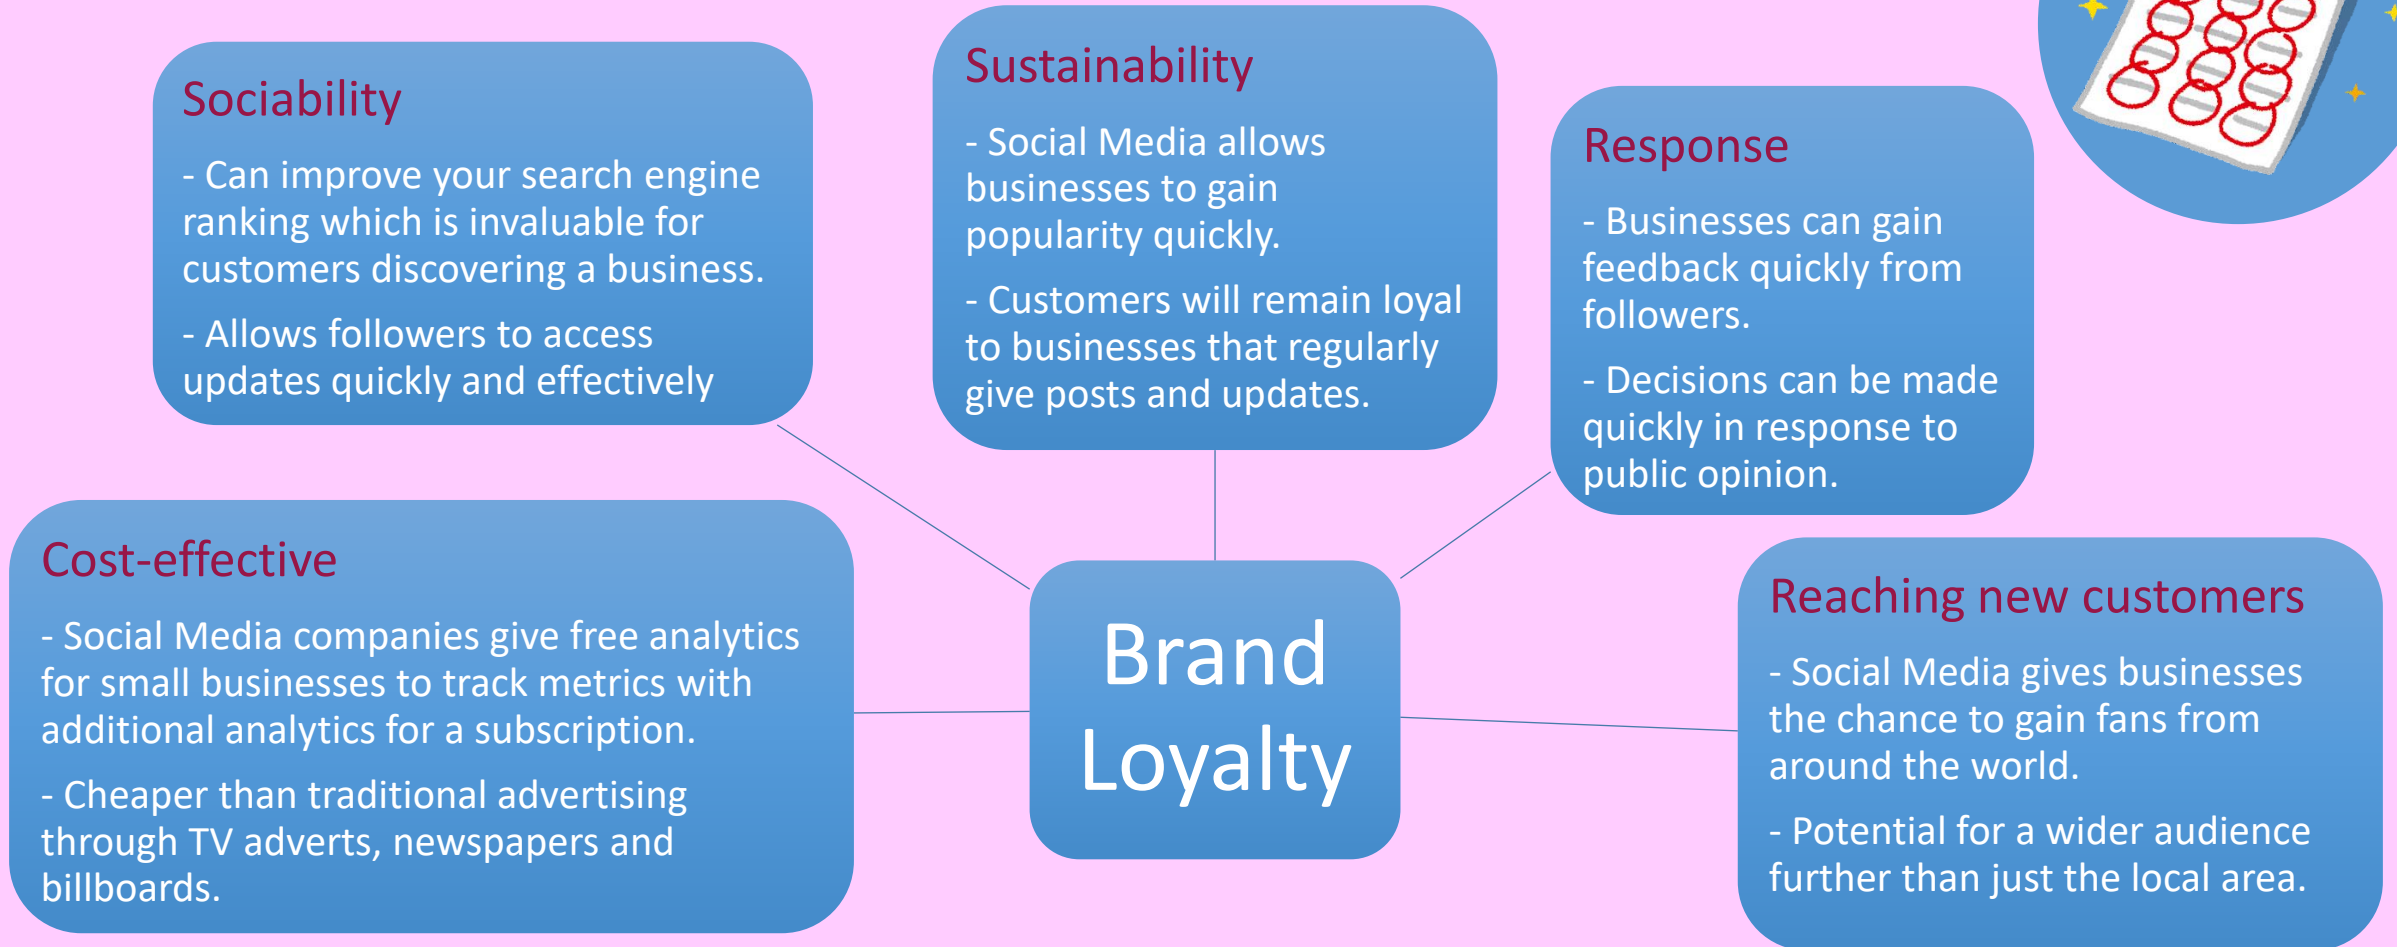 Sociability
- Can improve your search engine
ranking which is invaluable for
customers discovering a business.
- Allows followers to access
updates quickly and effectively
Sustainability
- Social Media allows
businesses to gain
popularity quickly.
- Customers will remain loyal
to businesses that regularly
give posts and updates.
Response
- Businesses can gain
feedback quickly from
followers.
- Decisions can be made
quickly in response to
public opinion.
Cost-effective
- Social Media companies give free analytics
for small businesses to track metrics with
additional analytics for a subscription.
- Cheaper than traditional advertising
through TV adverts, newspapers and
billboards.
Brand
Loyalty
Reaching new customers
- Social Media gives businesses
the chance to gain fans from
around the world.
- Potential for a wider audience
further than just the local area.